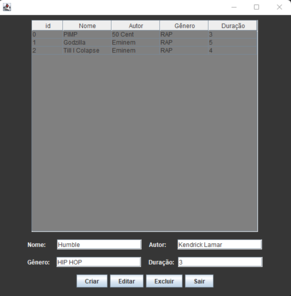 id Nome Autor Gênero Duração
0 PIMP 50 Cent RAP 3
1 Godzilla Eminem RAP 5
2 Till I Colapse Eminem RAP 4
Nome: Humble Autor: Kendrick Lamar
Gênero: HIP HOP Duração: 3
Criar Editar Excluir Sair